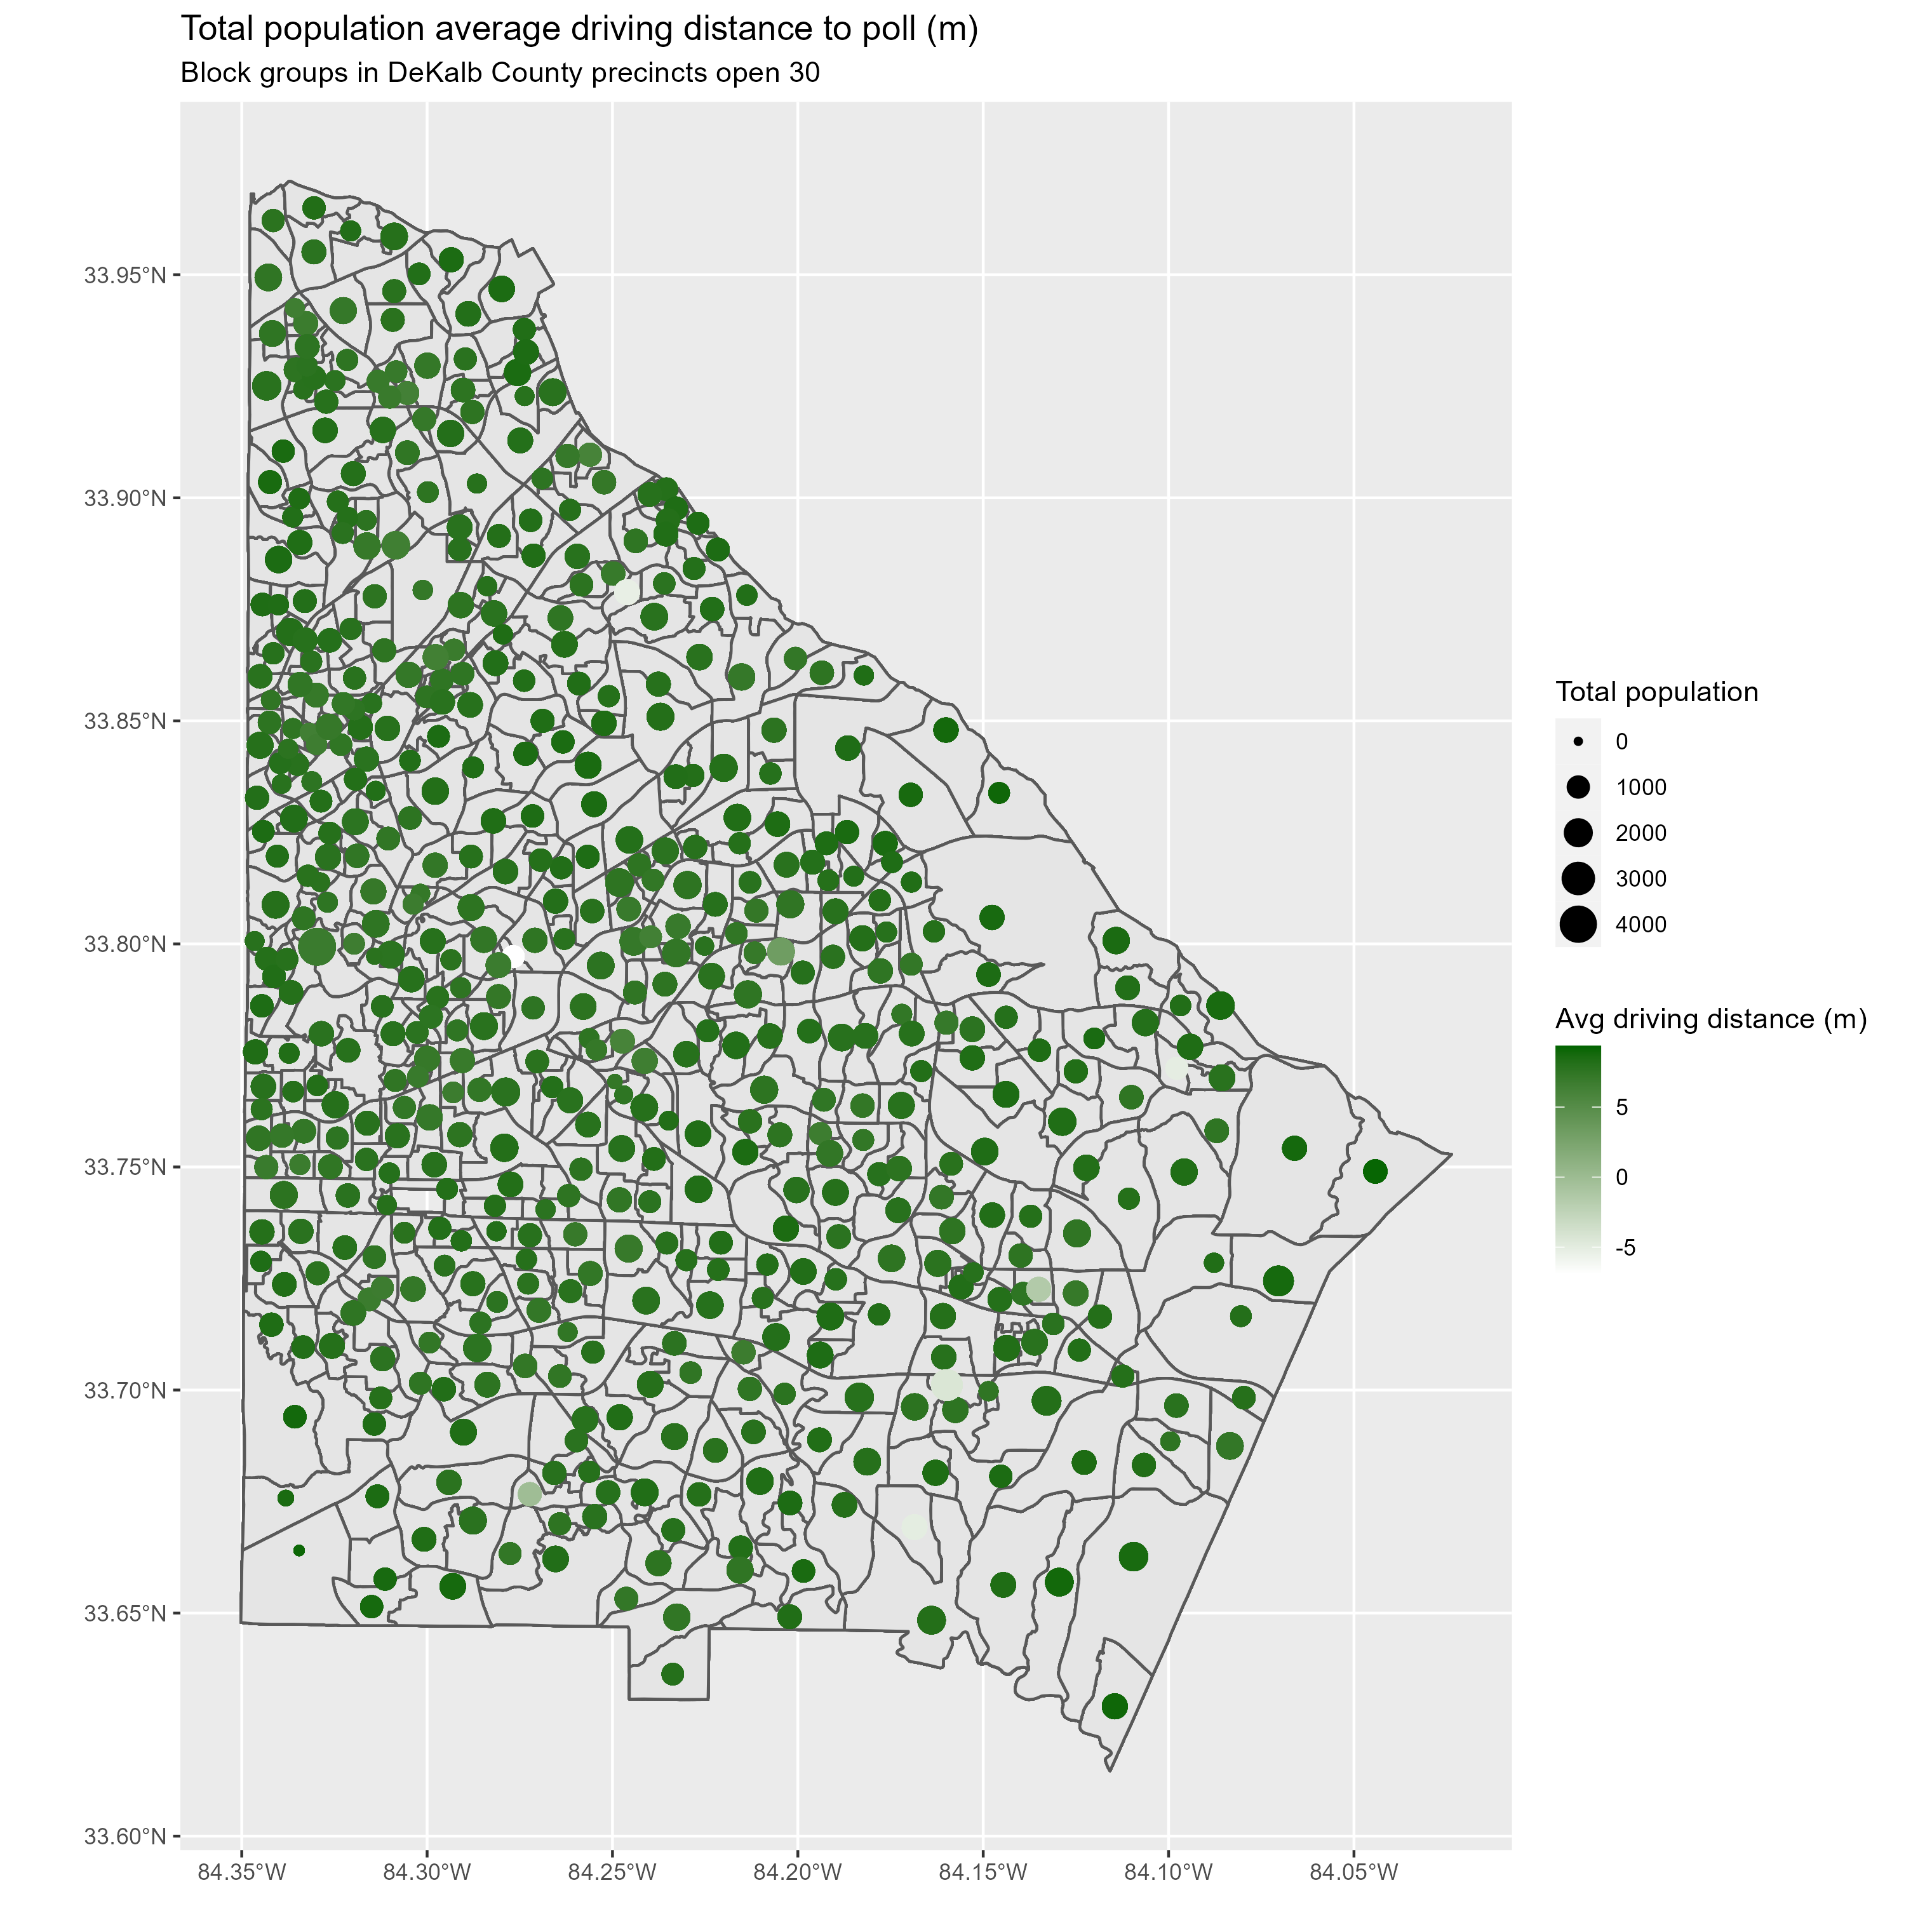 Total population average driving distance to poll (m)
Block groups in DeKalb County precincts open 30
33.95°N
33.90°N
33.85°N
33.80°N
33.75°N
33.70°N
33.65°N
33.60°N
84.35°W
84.30°W
84.25°W
84.20°W
84.15°W
84.10°W
84.05°W
Total population
0
1000
2000
3000
4000
Avg driving distance (m)
5
0
-5